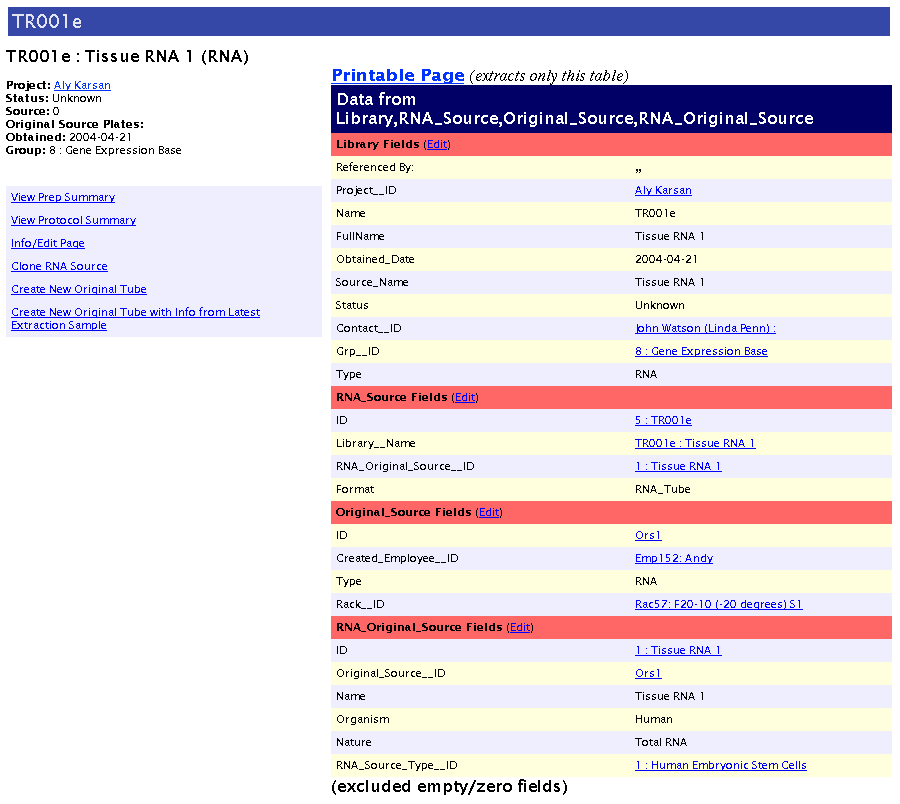 TR001e
TR001e : Tissue RNA 1 (RNA)
Project: Aly Karsan
Status: Unknown
Source: 0
Original Source Plates:
Obtained: 2004-04-21
Group: 8 : Gene Expression Base
View Prep Summary
View Protocol Summary
Info/Edit Page
Clone RNA Source
Create New Original Tube
Create New Original Tube with Info from Latest
Extraction Sample
Printable Page (extracts only this table)
Data from
Library,RNA_Source,Original_Source,RNA_Original_Source
Library Fields (Edit)
Referenced By: ,,
Project__ID Aly Karsan
Name TR001e
FullName Tissue RNA 1
Obtained_Date 2004-04-21
Source_Name Tissue RNA 1
Status Unknown
Contact__ID John Watson (Linda Penn) :
Grp__ID 8 : Gene Expression Base
Type RNA
RNA_Source Fields (Edit)
ID 5 : TR001e
Library__Name TR001e : Tissue RNA 1
RNA_Original_Source__ID 1 : Tissue RNA 1
Format RNA_Tube
Original_Source Fields (Edit)
ID Ors1
Created_Employee__ID Emp152: Andy
Type RNA
Rack__ID Rac57: F20-10 (-20 degrees) S1
RNA_Original_Source Fields (Edit)
ID 1 : Tissue RNA 1
Original_Source__ID Ors1
Name Tissue RNA 1
Organism Human
Nature Total RNA
RNA_Source_Type__ID 1 : Human Embryonic Stem Cells
(excluded empty/zero fields)